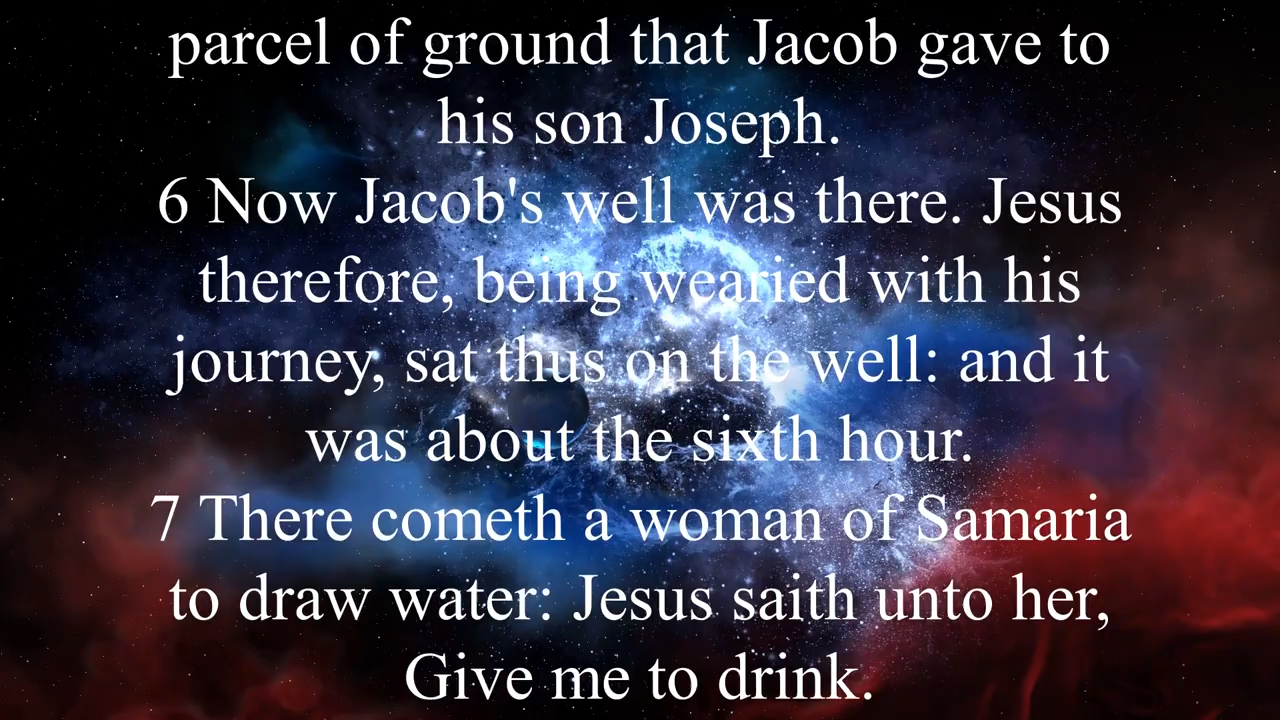 parcel of ground that Jacob gave to
his son Joseph.
6 Now Jacob's well was there. Jesus
therefore, being wearied with his
journey, sat thus on the well: and it
was about the sixth hour.
7 There cometh a woman of Samaria
to draw water: Jesus saith unto her,
Give me to drink.